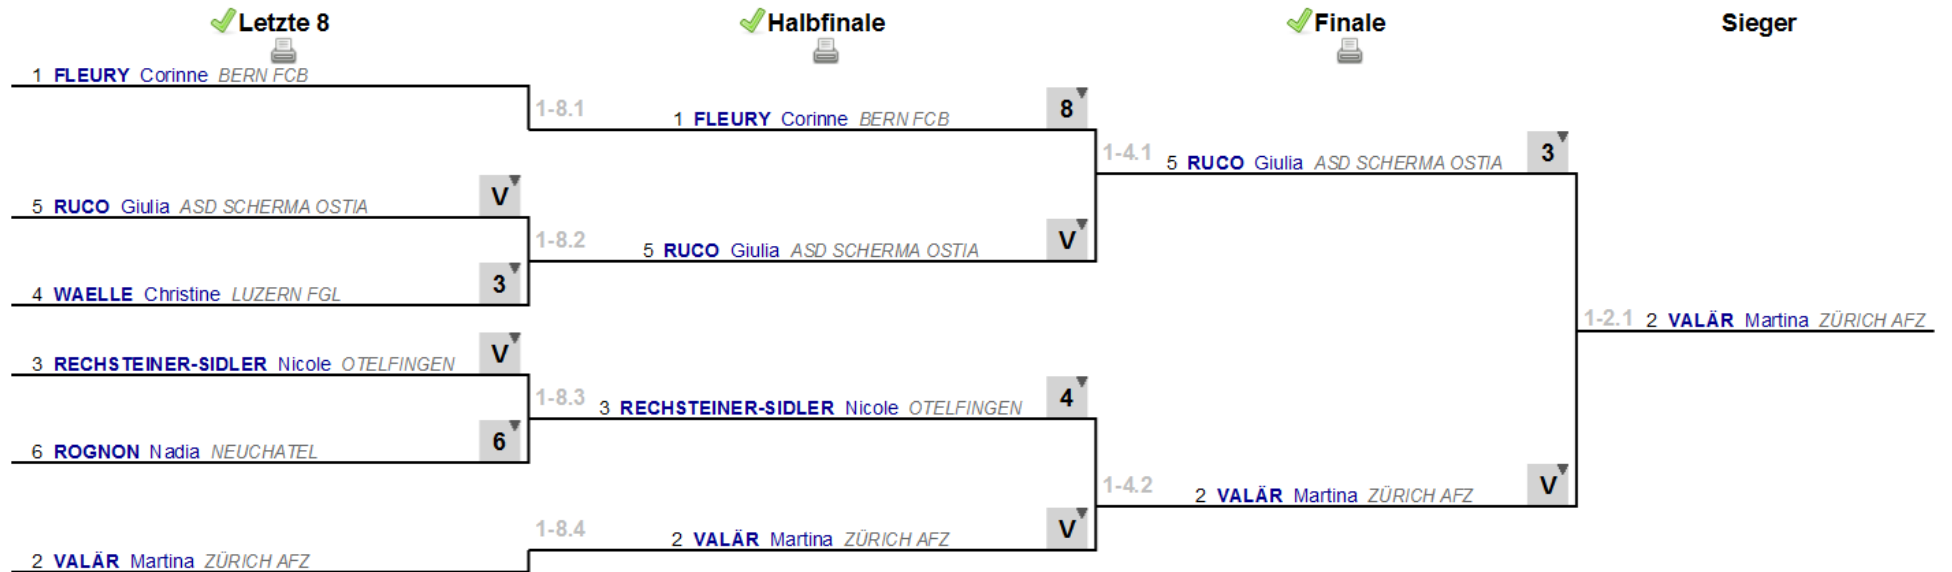 Letzte 8 Halbfinale Finale Sieger
1 FLEURY Corinne BERN FCB
1-8.1 1 FLEURY Corinne BERN FCB 8
1-4.1 5 RUCO Giulia ASD SCHERMA OSTIA 3
5 RUCO Giulia ASD SCHERMA OSTIA V
1-8.2 5 RUCO Giulia ASD SCHERMA OSTIA V
4 WAELLE Christine LUZERN FGL 3
1-2.1 2 VALÄR Martina ZÜRICH AFZ
3 RECHSTEINER-SIDLER Nicole OTELFINGEN V
1-8.3 3 RECHSTEINER-SIDLER Nicole OTELFINGEN 4
6 ROGNON Nadia NEUCHATEL 6
1-4.2 2 VALÄR Martina ZÜRICH AFZ V
1-8.4 2 VALÄR Martina ZÜRICH AFZ V
2 VALÄR Martina ZÜRICH AFZ